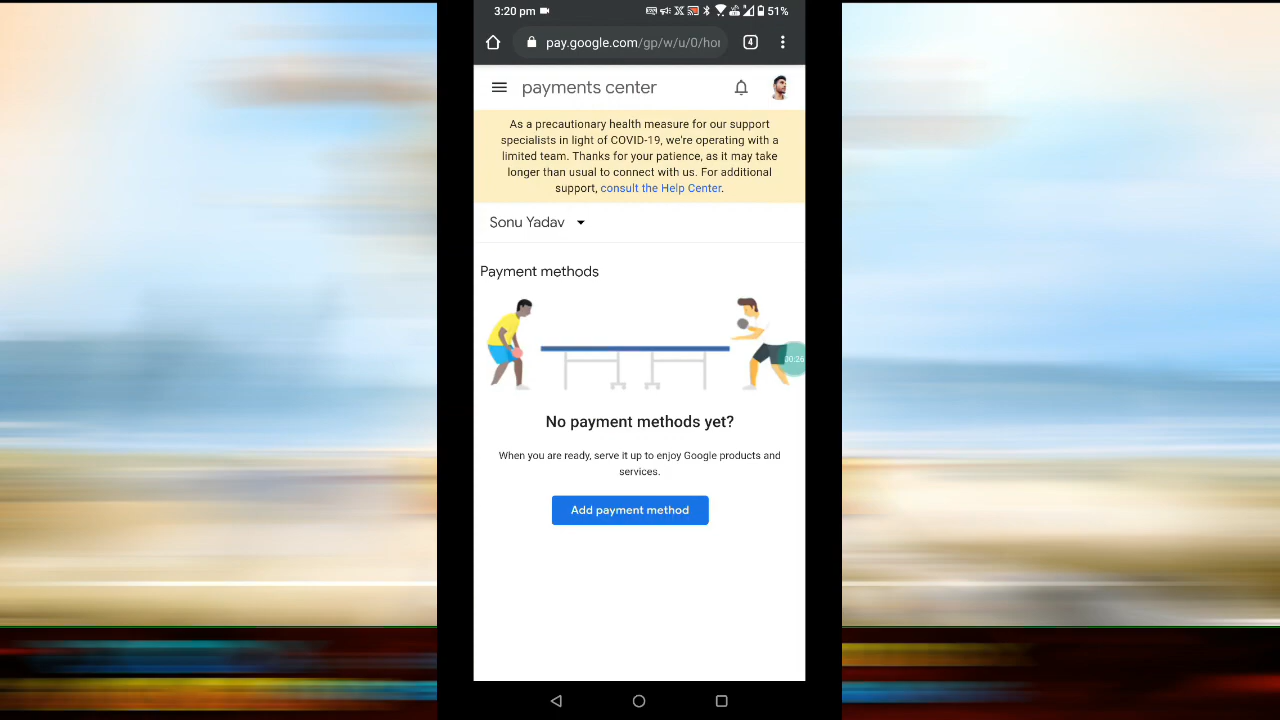 3:20 pm 51%
pay.google.com/gp/w/u/0/hor 4
payments center
As a precautionary health measure for our support
specialists in light of COVID-19, we're operating with a
limited team. Thanks for your patience, as it may take
longer than usual to connect with us. For additional
support, consult the Help Center.
Sonu Yadav
Payment methods
00:26
No payment methods yet?
When you are ready, serve it up to enjoy Google products and
services.
Add payment method